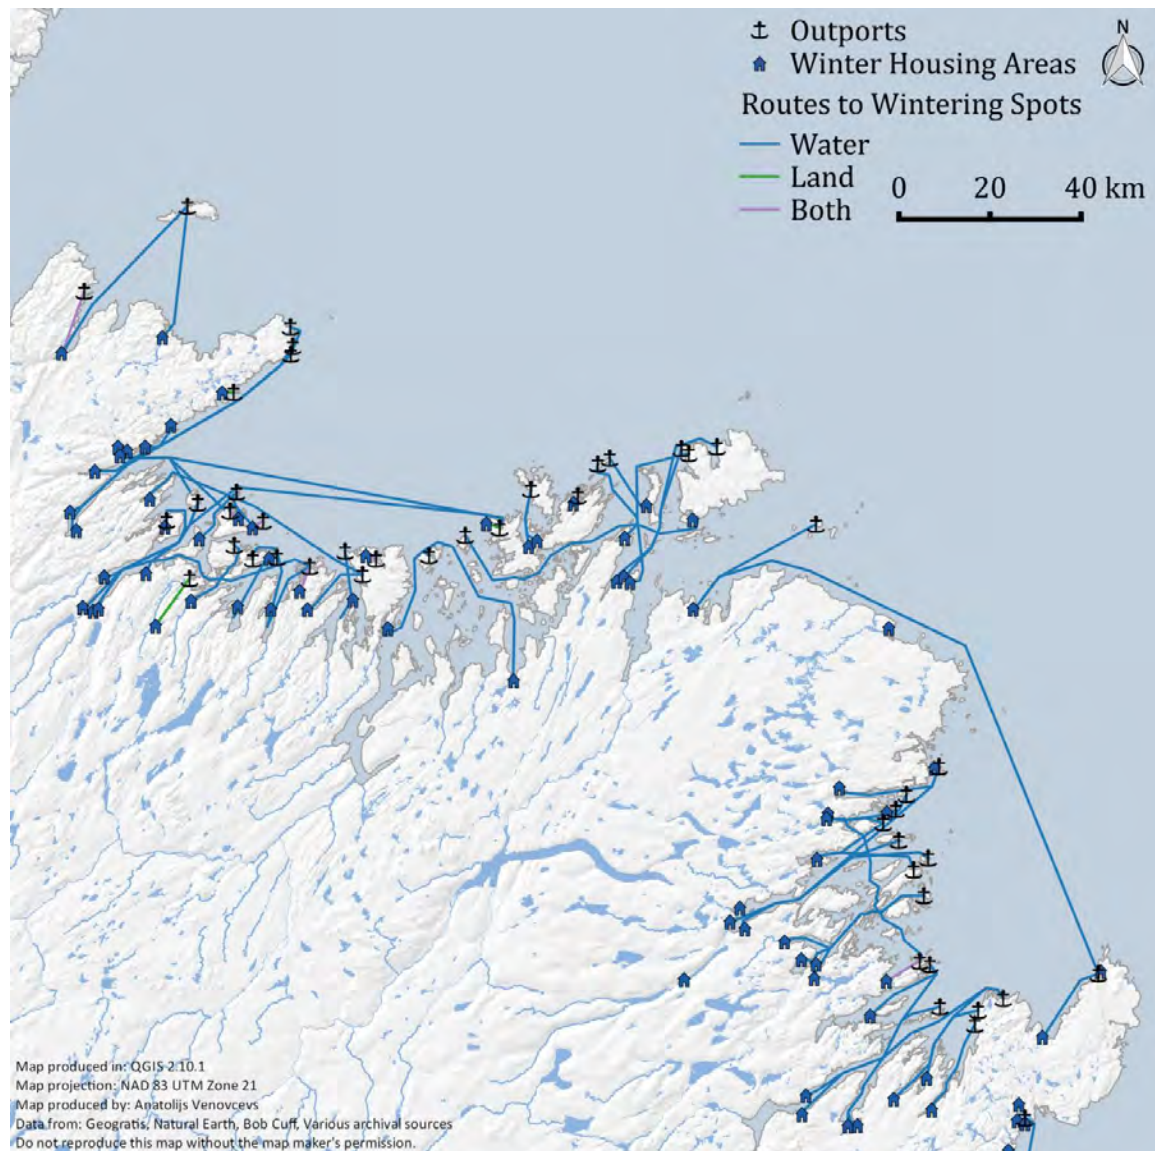 Outports
N
Winter Housing Areas
Routes to Wintering Spots
Water
Land
0 20 40 km
Both
Map produced in: QGIS 2.10.1
Map projection: NAD 83 UTM Zone 21
Map produced by: Anatolijs Venovcevs
Data from: Geogratis, Natural Earth, Bob Cuff, Various archival sources
Do not reproduce this map without the map maker's permission.